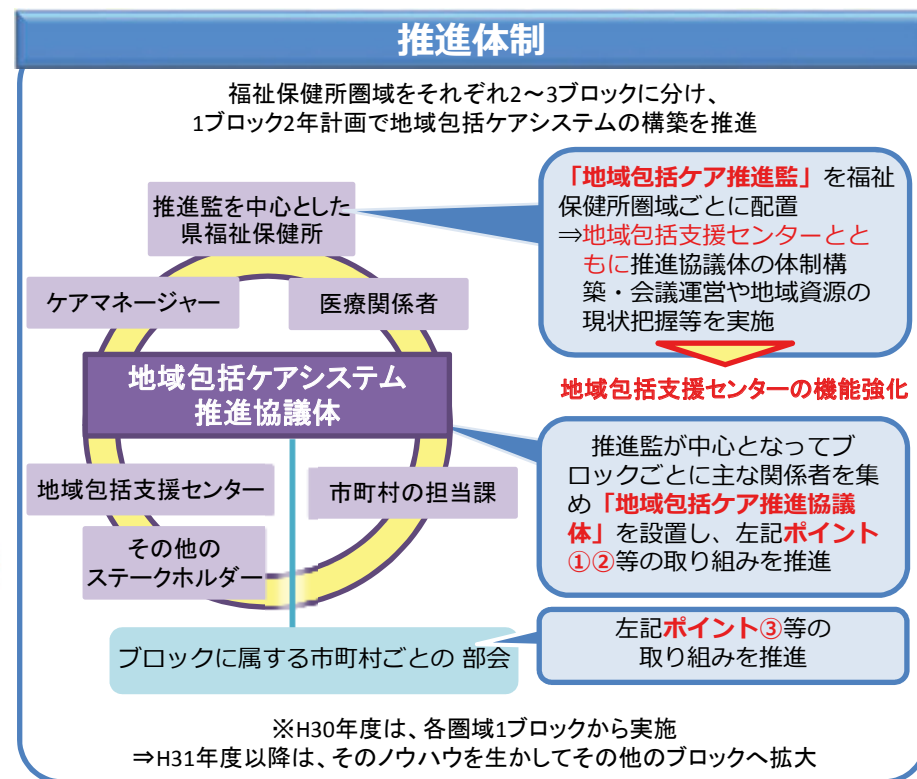 推進体制
福祉保健所圏域をそれぞれ2～3ブロックに分け、
1ブロック2年計画で地域包括ケアシステムの構築を推進
推進監を中心とした
県福祉保健所
ケアマネージャー
医療関係者
地域包括ケアシステム
推進協議体
地域包括支援センター
市町村の担当課
その他の
ステークホルダー
ブロックに属する市町村ごとの 部会
「地域包括ケア推進監」を福祉
保健所圏域ごとに配置
⇒地域包括支援センターとと
もに推進協議体の体制構
築・会議運営や地域資源の
現状把握等を実施
地域包括支援センターの機能強化
推進監が中心となってブ
ロックごとに主な関係者を集
め「地域包括ケア推進協議
体」を設置し、左記ポイント
①②等の取り組みを推進
左記ポイント③等の
取り組みを推進
※H30年度は、各圏域1ブロックから実施
⇒H31年度以降は、そのノウハウを生かしてその他のブロックへ拡大